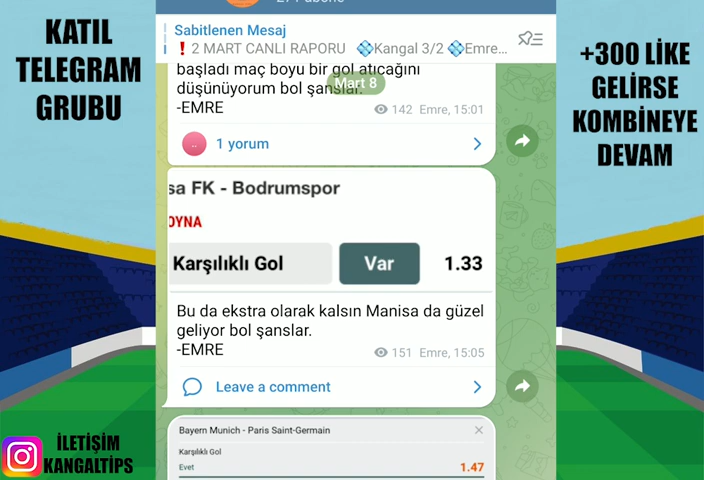 KATIL
TELEGRAM
GRUBU
Sabitlenen Mesaj
❗2 MART CANLI RAPORU 💠Kangal 3/2 💠Emre...
başladı maç boyu bir gol atıcağını
Mart 8
düşünüyorum bol şanslar.
-EMRE
142 Emre, 15:01
1 yorum
sa FK - Bodrumspor
OYNA
Karşılıklı Gol
Var
1.33
Bu da ekstra olarak kalsın Manisa da güzel
geliyor bol şanslar.
-EMRE
151 Emre, 15:05
Leave a comment
Bayern Munich - Paris Saint-Germain
Karşılıklı Gol
Evet
1.47
+300 LİKE
GELİRSE
KOMBİNEYE
DEVAM
İLETİŞİM
KANGALTİPS